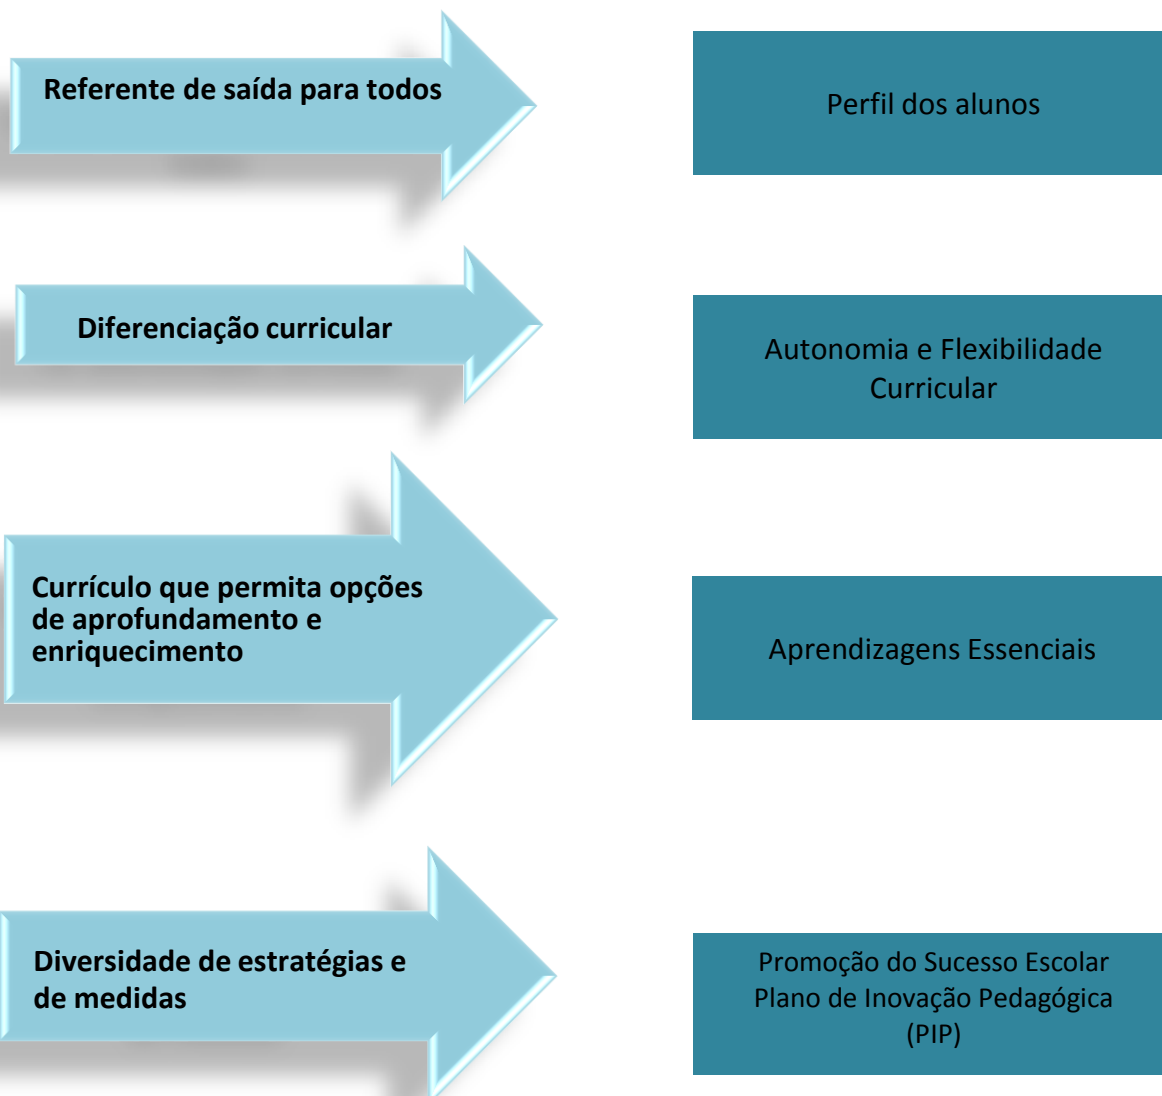 Referente de saída para todos
Perfil dos alunos
Diferenciação curricular
Autonomia e Flexibilidade
Curricular
Currículo que permita opções
de aprofundamento e
enriquecimento
Aprendizagens Essenciais
Diversidade de estratégias e
de medidas
Promoção do Sucesso Escolar
Plano de Inovação Pedagógica
(PIP)